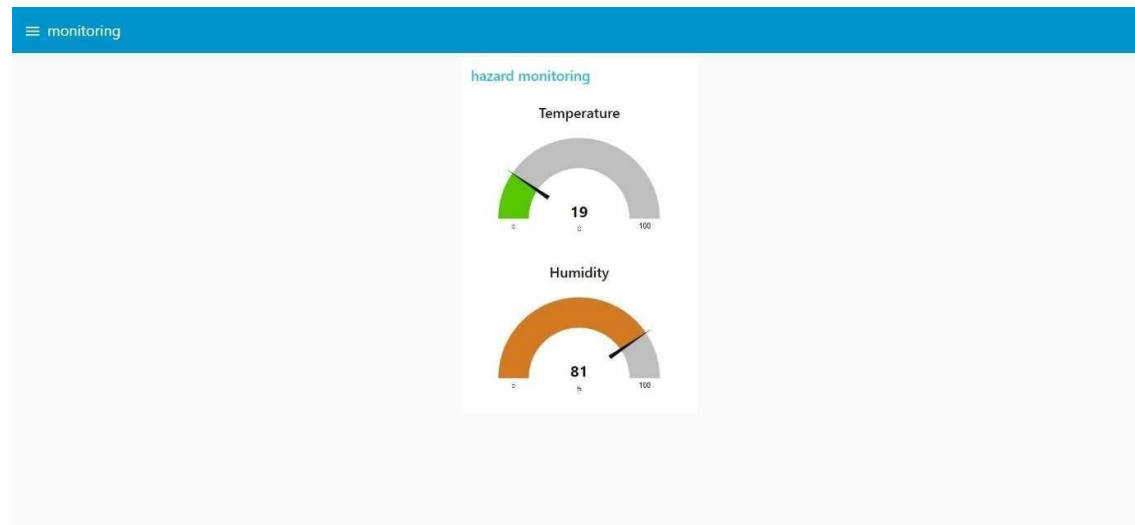 monitoring
hazard monitoring
Temperature
19
0 100
C
Humidity
81
0 100
%